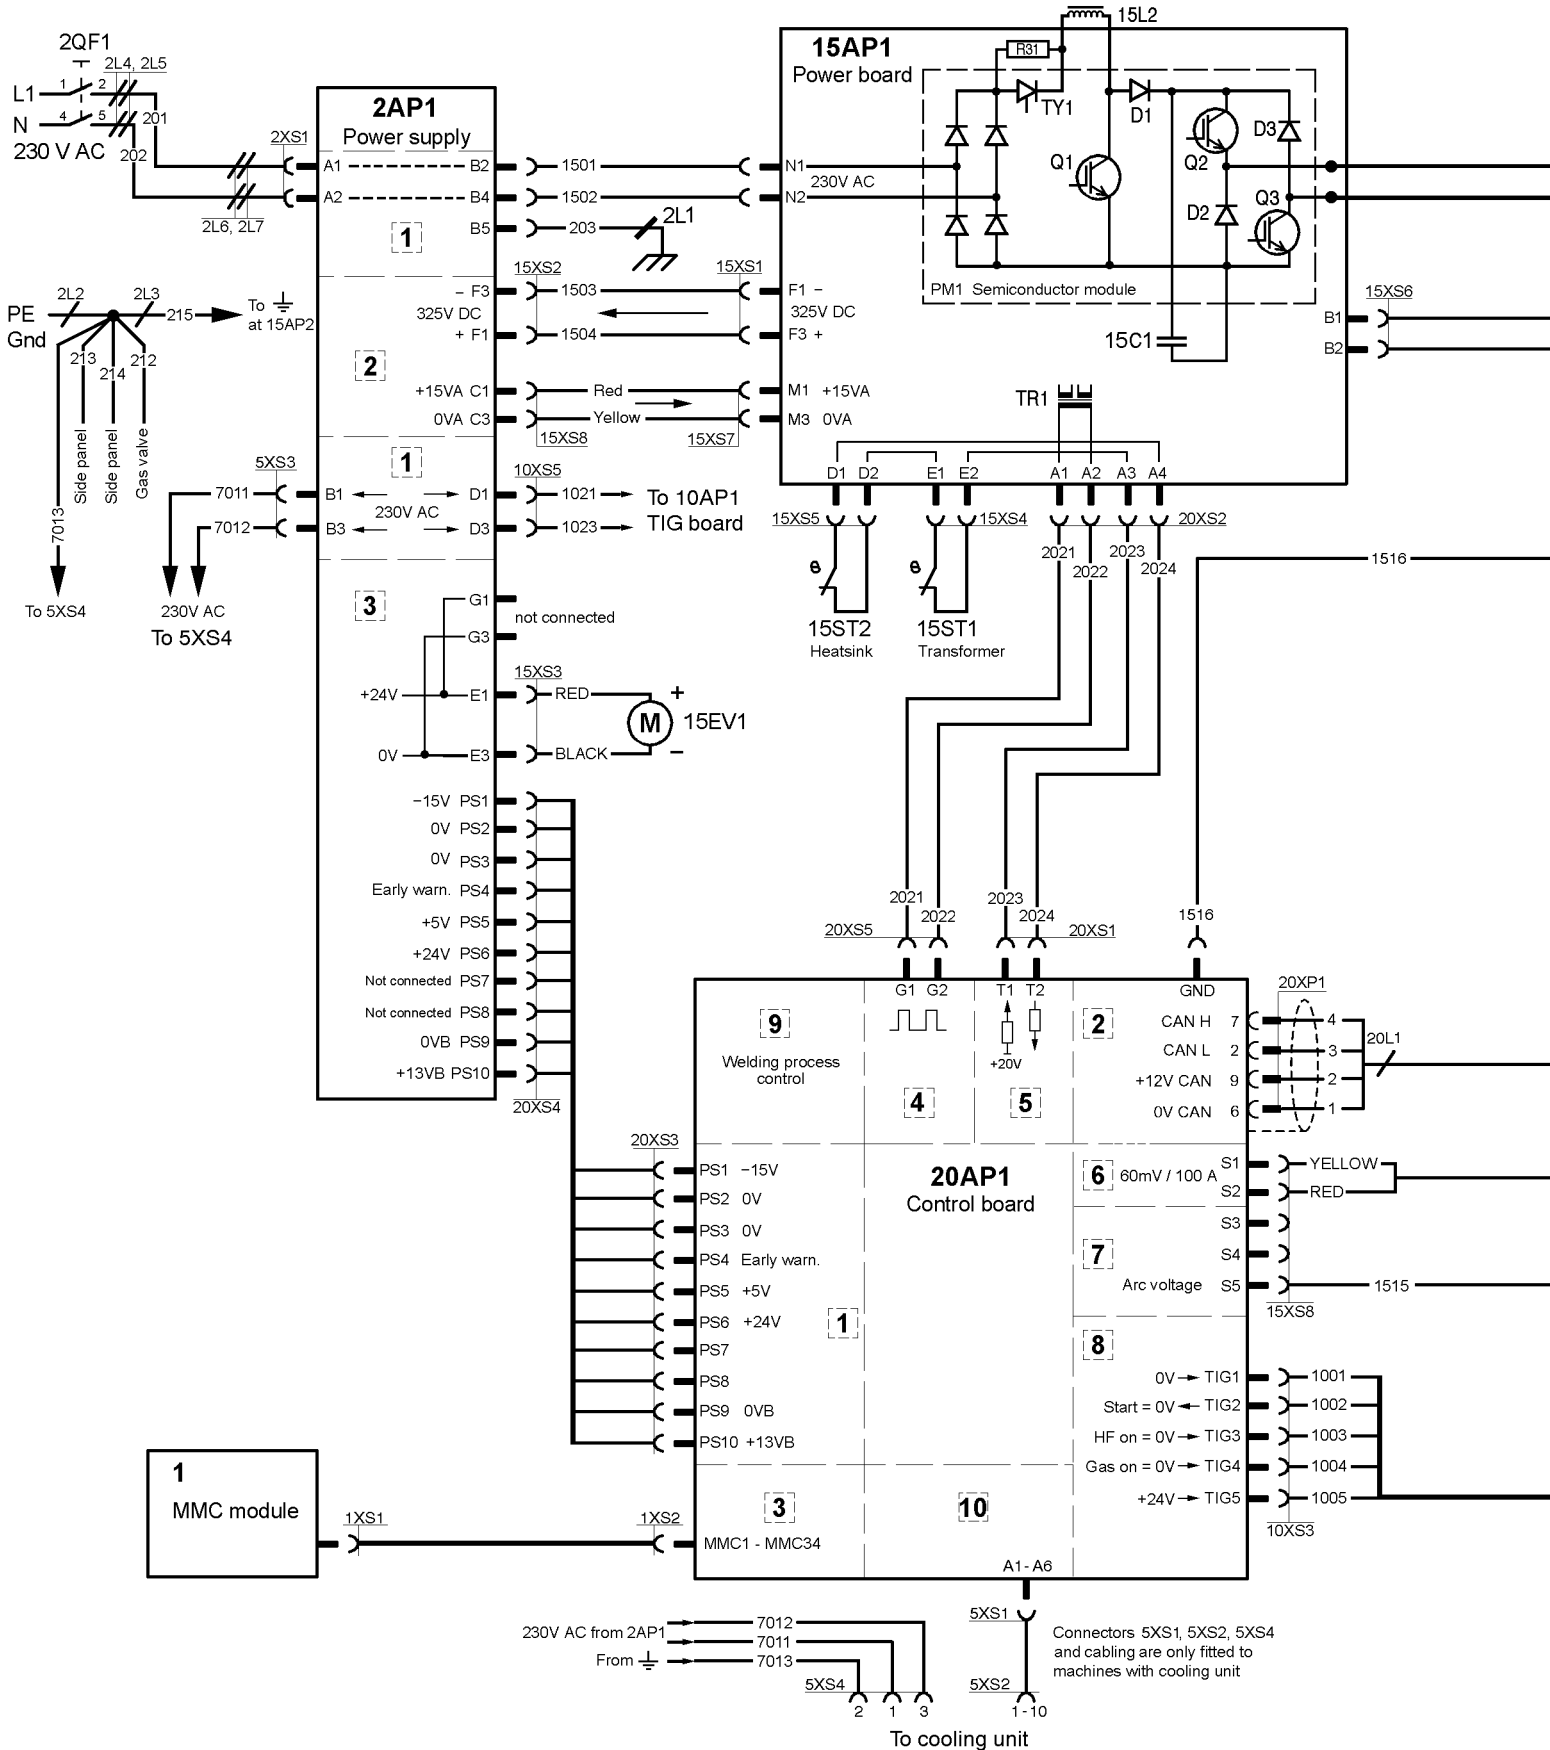 2QF1
2L4, 2L5
L1
1
2
N
4
5
230 V AC
201
202
2XS1
2L6, 2L7
2AP1
Power supply
A1
B2
A2
B4
B5
1
1501
1502
203
2L1
15L2
15AP1
Power board
R31
TY1
D1
Q1
Q2
D3
D2
Q3
N1
230V AC
N2
PM1 Semiconductor module
15C1
PE
Gnd
2L2
2L3
215
To
at 15AP2
213
214
212
Side panel
Side panel
Gas valve
7013
To 5XS4
15XS2
15XS1
– F3
1503
F1 –
325V DC
325V DC
+ F1
1504
F3 +
2
+15VA C1
Red
M1 +15VA
0VA C3
Yellow
M3 0VA
15XS8
15XS7
15XS6
B1
B2
TR1
5XS3
1
10XS5
7011
B1
D1
1021
To 10AP1
230V AC
7012
B3
D3
1023
TIG board
230V AC
To 5XS4
D1
D2
E1
E2
A1
A2
A3
A4
15XS5
15XS4
20XS2
2021
2022
2023
2024
θ
θ
15ST2
Heatsink
15ST1
Transformer
1516
3
G1
not connected
G3
15XS3
+24V
E1
RED
+
M
15EV1
0V
E3
BLACK
–
–15V PS1
0V PS2
0V PS3
Early warn. PS4
+5V PS5
+24V PS6
Not connected PS7
Not connected PS8
0VB PS9
+13VB PS10
20XS4
2021
2022
2023
2024
1516
20XS5
20XS1
G1
G2
T1
T2
GND
20XP1
9
Welding process
control
4
+20V
5
2
CAN H 7
4
CAN L 2
3
+12V CAN 9
2
0V CAN 6
1
20L1
20XS3
20AP1
Control board
PS1 –15V
PS2 0V
PS3 0V
PS4 Early warn.
PS5 +5V
PS6 +24V
PS7
PS8
PS9 0VB
PS10 +13VB
1
6
60mV / 100 A
S1
YELLOW
S2
RED
S3
7
S4
Arc voltage
S5
1515
15XS8
8
0V
TIG1
1001
Start = 0V
TIG2
1002
HF on = 0V
TIG3
1003
Gas on = 0V
TIG4
1004
+24V
TIG5
1005
10XS3
1
MMC module
1XS1
1XS2
3
MMC1 - MMC34
10
A1- A6
5XS1
5XS2
1 - 10
Connectors 5XS1, 5XS2, 5XS4
and cabling are only fitted to
machines with cooling unit
230V AC from 2AP1
7012
7011
From
7013
5XS4
2
1
3
To cooling unit